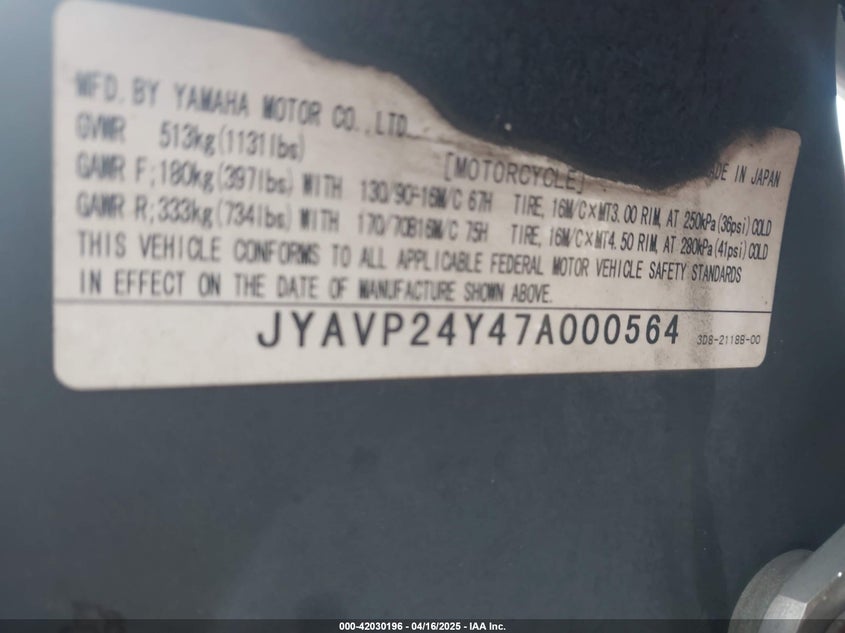 MFD. BY YAMAHA MOTOR CO., LTD.
GVWR 513kg(1131lbs) [MOTORCYCLE] MADE IN JAPAN
GAWR F;180kg(397lbs) WITH 130/90-16M/C 67H TIRE, 16M/C×MT3.00 RIM, AT 250kPa(36psi)COLD
GAWR R;333kg(734lbs) WITH 170/70B16M/C 75H TIRE, 16M/C×MT4.50 RIM, AT 280kPa(41psi)COLD
THIS VEHICLE CONFORMS TO ALL APPLICABLE FEDERAL MOTOR VEHICLE SAFETY STANDARDS
IN EFFECT ON THE DATE OF MANUFACTURE SHOWN ABOVE.
JYAVP24Y47A000564 3D8-2118B-00
000-42030196 - 04/16/2025 - IAA Inc.